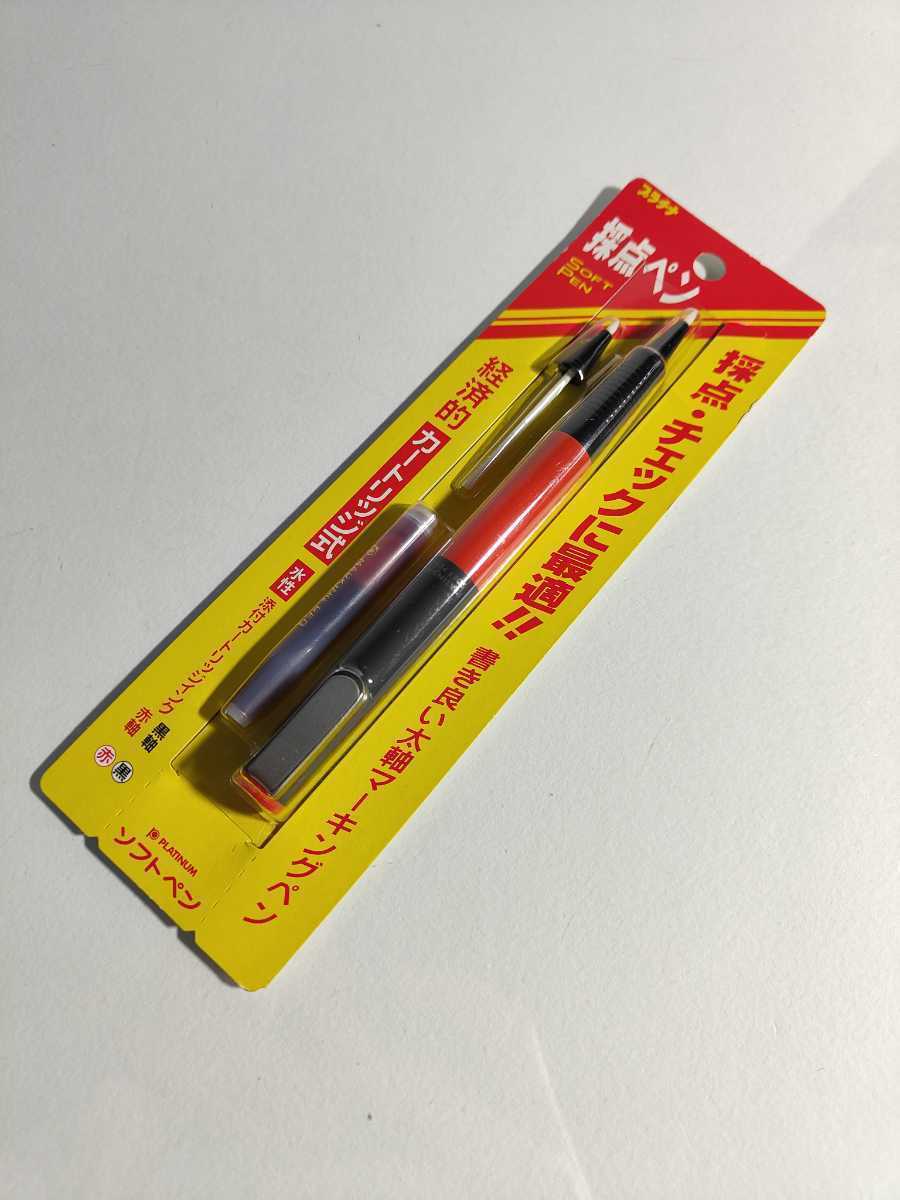 プラチナ
採点ペン
SOFT
PEN
採点・チェックに最適!!
書き良い太軸マーキングペン
経済的
カートリッジ式
水性
添付カートリッジインク
黒軸 黒
赤軸 赤
PLATINUM
ソフトペン